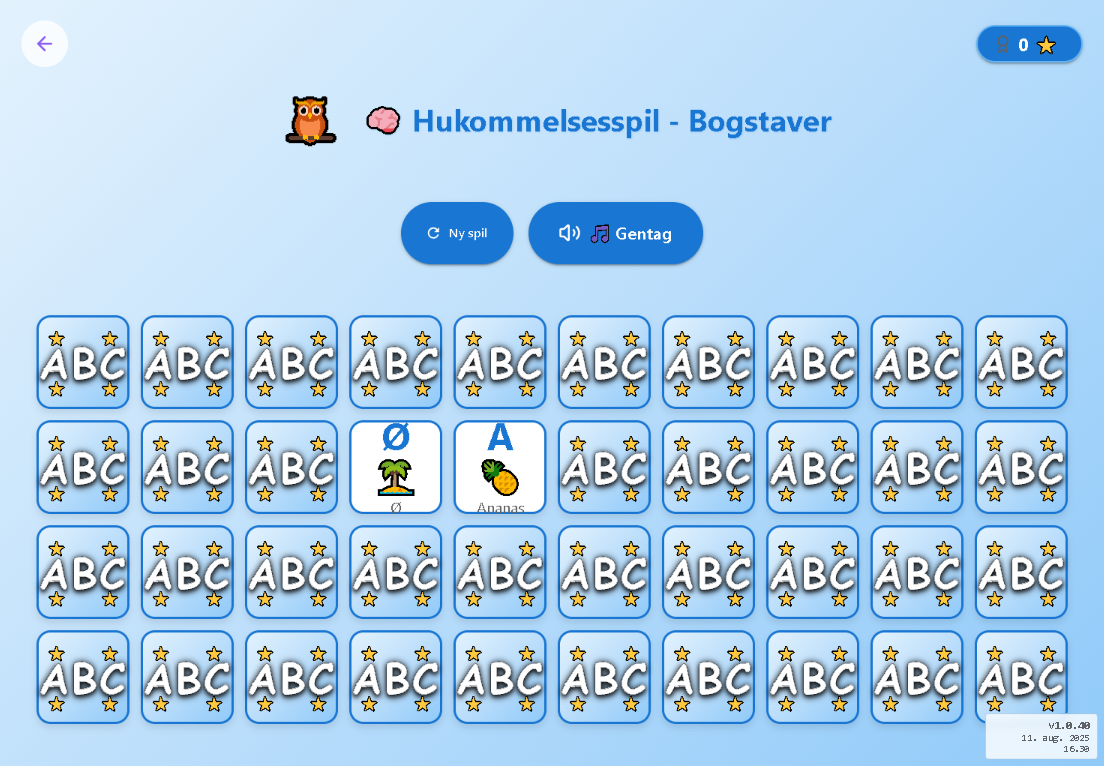 0
Hukommelsesspil - Bogstaver
Ny spil
Gentag
ABC ABC ABC ABC ABC ABC ABC ABC ABC ABC
ABC ABC ABC Ø A ABC ABC ABC ABC ABC
Ø Ananas
ABC ABC ABC ABC ABC ABC ABC ABC ABC ABC
ABC ABC ABC ABC ABC ABC ABC ABC ABC ABC
v1.0.40
11. aug. 2025
16.30